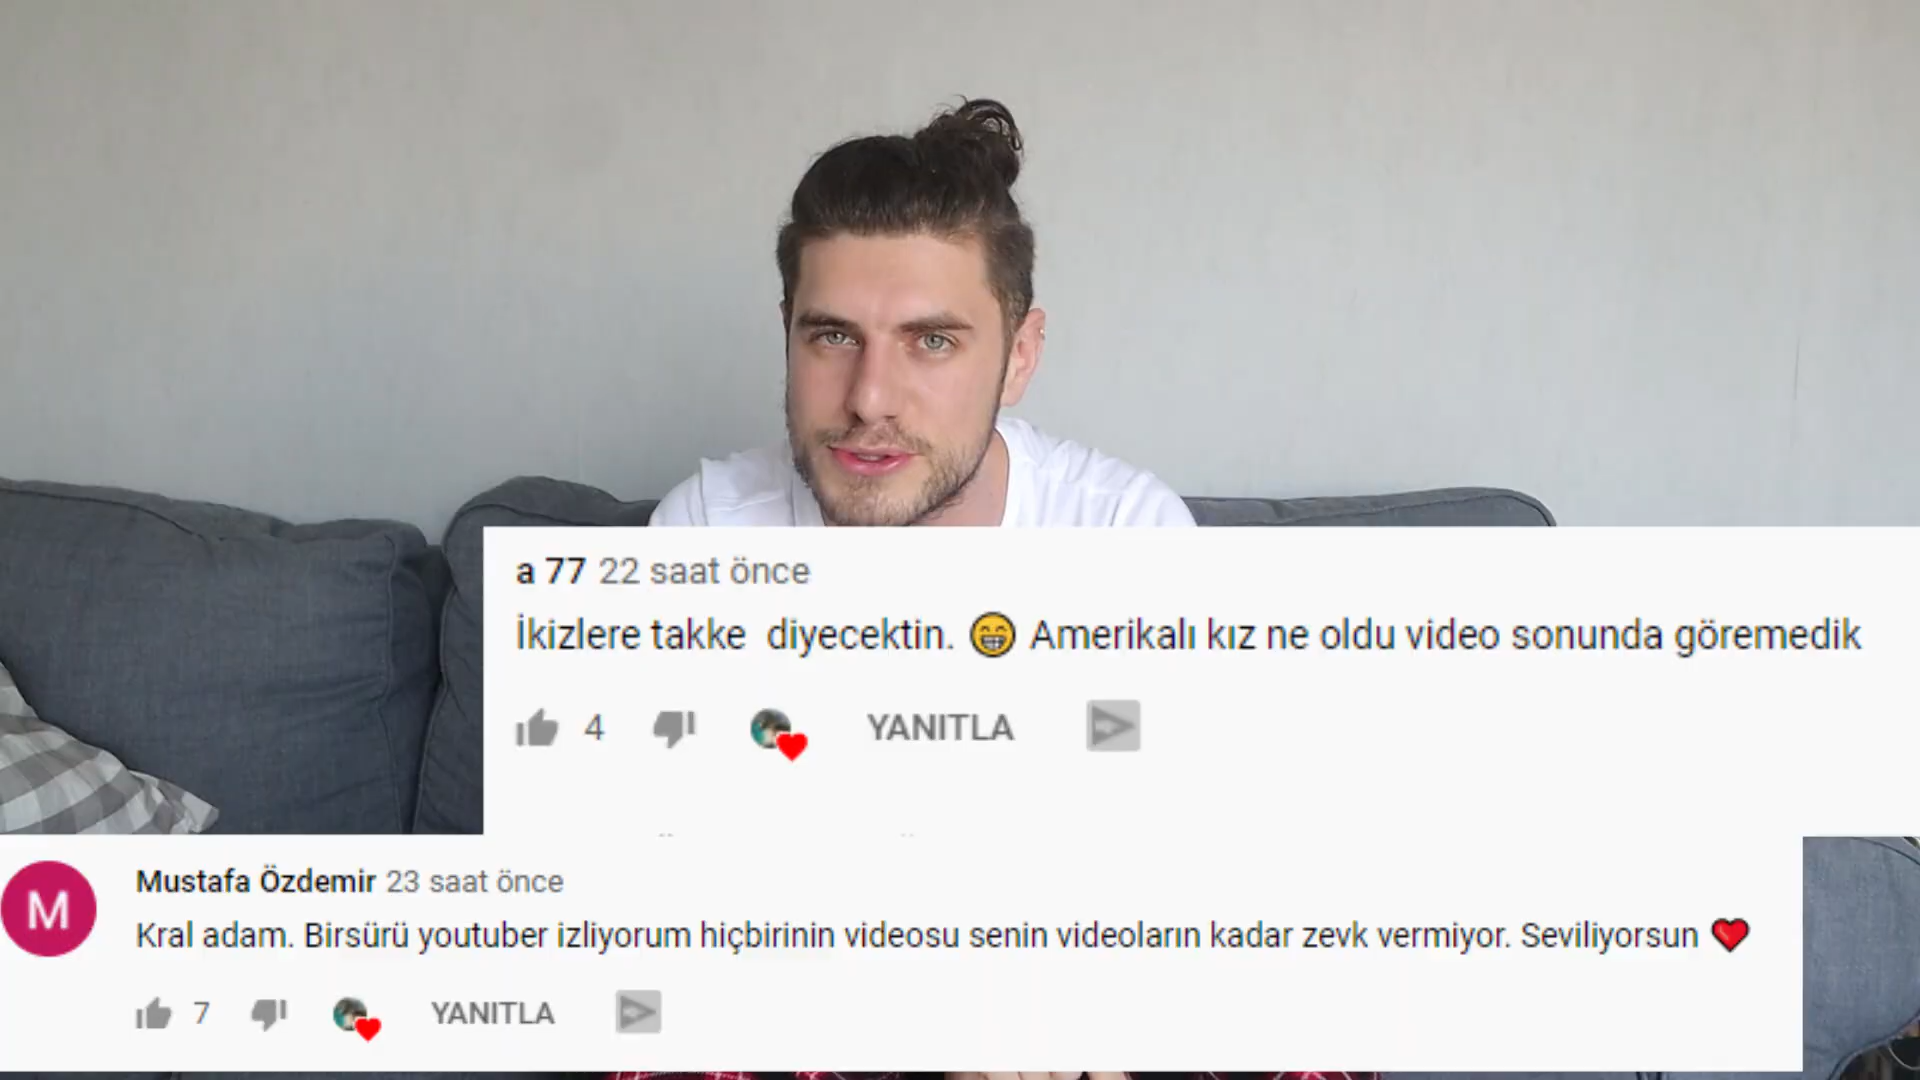 a 77 22 saat önce
İkizlere takke diyecektin. 😁 Amerikalı kız ne oldu video sonunda göremedik
4 YANITLA
M
Mustafa Özdemir 23 saat önce
Kral adam. Birsürü youtuber izliyorum hiçbirinin videosu senin videoların kadar zevk vermiyor. Seviliyorsun ❤️
7 YANITLA